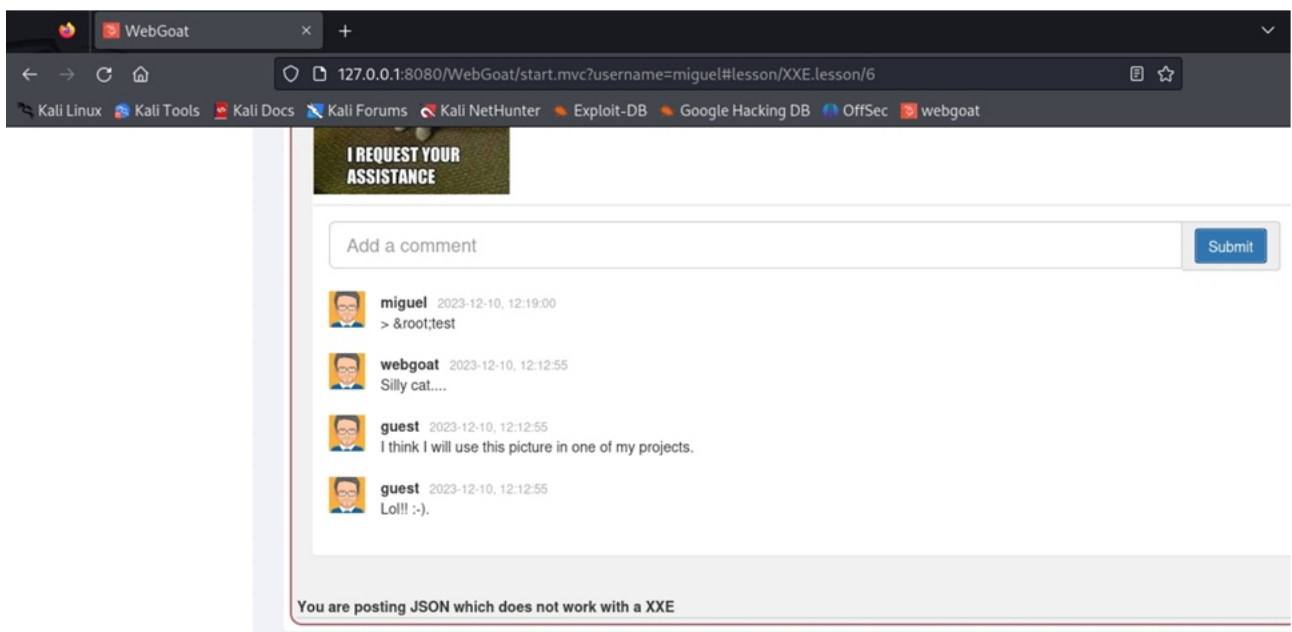 WebGoat
127.0.0.1:8080/WebGoat/start.mvc?username=miguel#lesson/XXE.lesson/6
Kali Linux Kali Tools Kali Docs Kali Forums Kali NetHunter Exploit-DB Google Hacking DB OffSec webgoat
I REQUEST YOUR
ASSISTANCE
Add a comment Submit
miguel 2023-12-10, 12:19:00
> &root;test
webgoat 2023-12-10, 12:12:55
Silly cat....
guest 2023-12-10, 12:12:55
I think I will use this picture in one of my projects.
guest 2023-12-10, 12:12:55
Lol!! :-).
You are posting JSON which does not work with a XXE